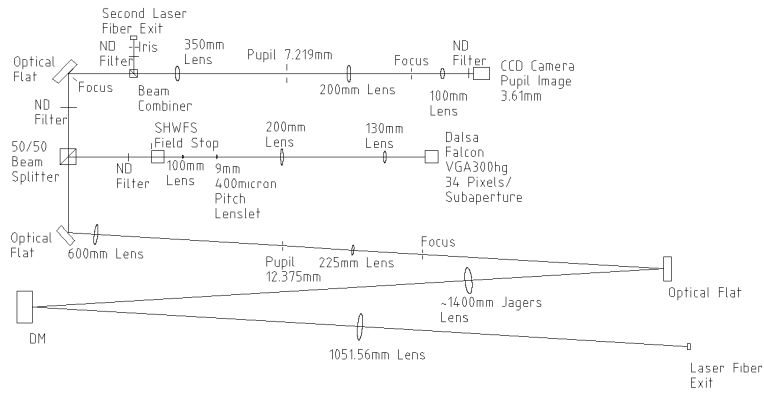 Second Laser
Fiber Exit
ND
Filter
Iris
350mm
Lens
Pupil 7.219mm
Focus
ND
Filter
Optical
Flat
Focus
Beam
Combiner
200mm Lens
100mm
Lens
CCD Camera
Pupil Image
3.61mm
ND
Filter
50/50
Beam
Splitter
SHWFS
Field Stop
ND
Filter
100mm
Lens
9mm
400micron
Pitch
Lenslet
200mm
Lens
130mm
Lens
Dalsa
Falcon
VGA300hg
34 Pixels/
Subaperture
Optical
Flat
600mm Lens
Pupil
12.375mm
225mm Lens
Focus
Optical Flat
~1400mm Jagers
Lens
DM
1051.56mm Lens
Laser Fiber
Exit